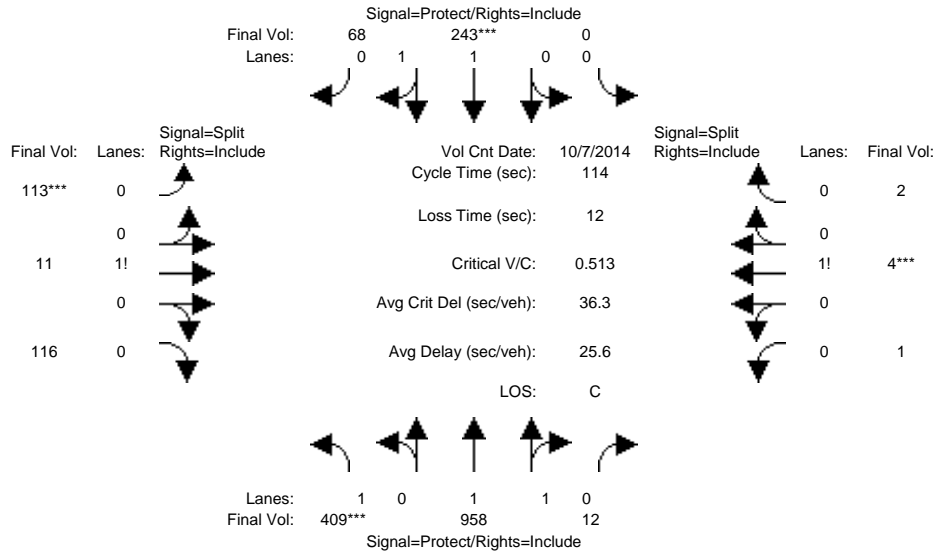 Signal=Protect/Rights=Include
Final Vol: 68 243*** 0
Lanes: 0 1 1 0 0
Signal=Split
Final Vol: Lanes: Rights=Include
Vol Cnt Date: 10/7/2014
Signal=Split
Rights=Include Lanes: Final Vol:
Cycle Time (sec): 114
113*** 0
0 2
Loss Time (sec): 12
0
0
11 1!
Critical V/C: 0.513
1! 4***
0
Avg Crit Del (sec/veh): 36.3
0
116 0
Avg Delay (sec/veh): 25.6
0 1
LOS: C
Lanes: 1 0 1 1 0
Final Vol: 409*** 958 12
Signal=Protect/Rights=Include